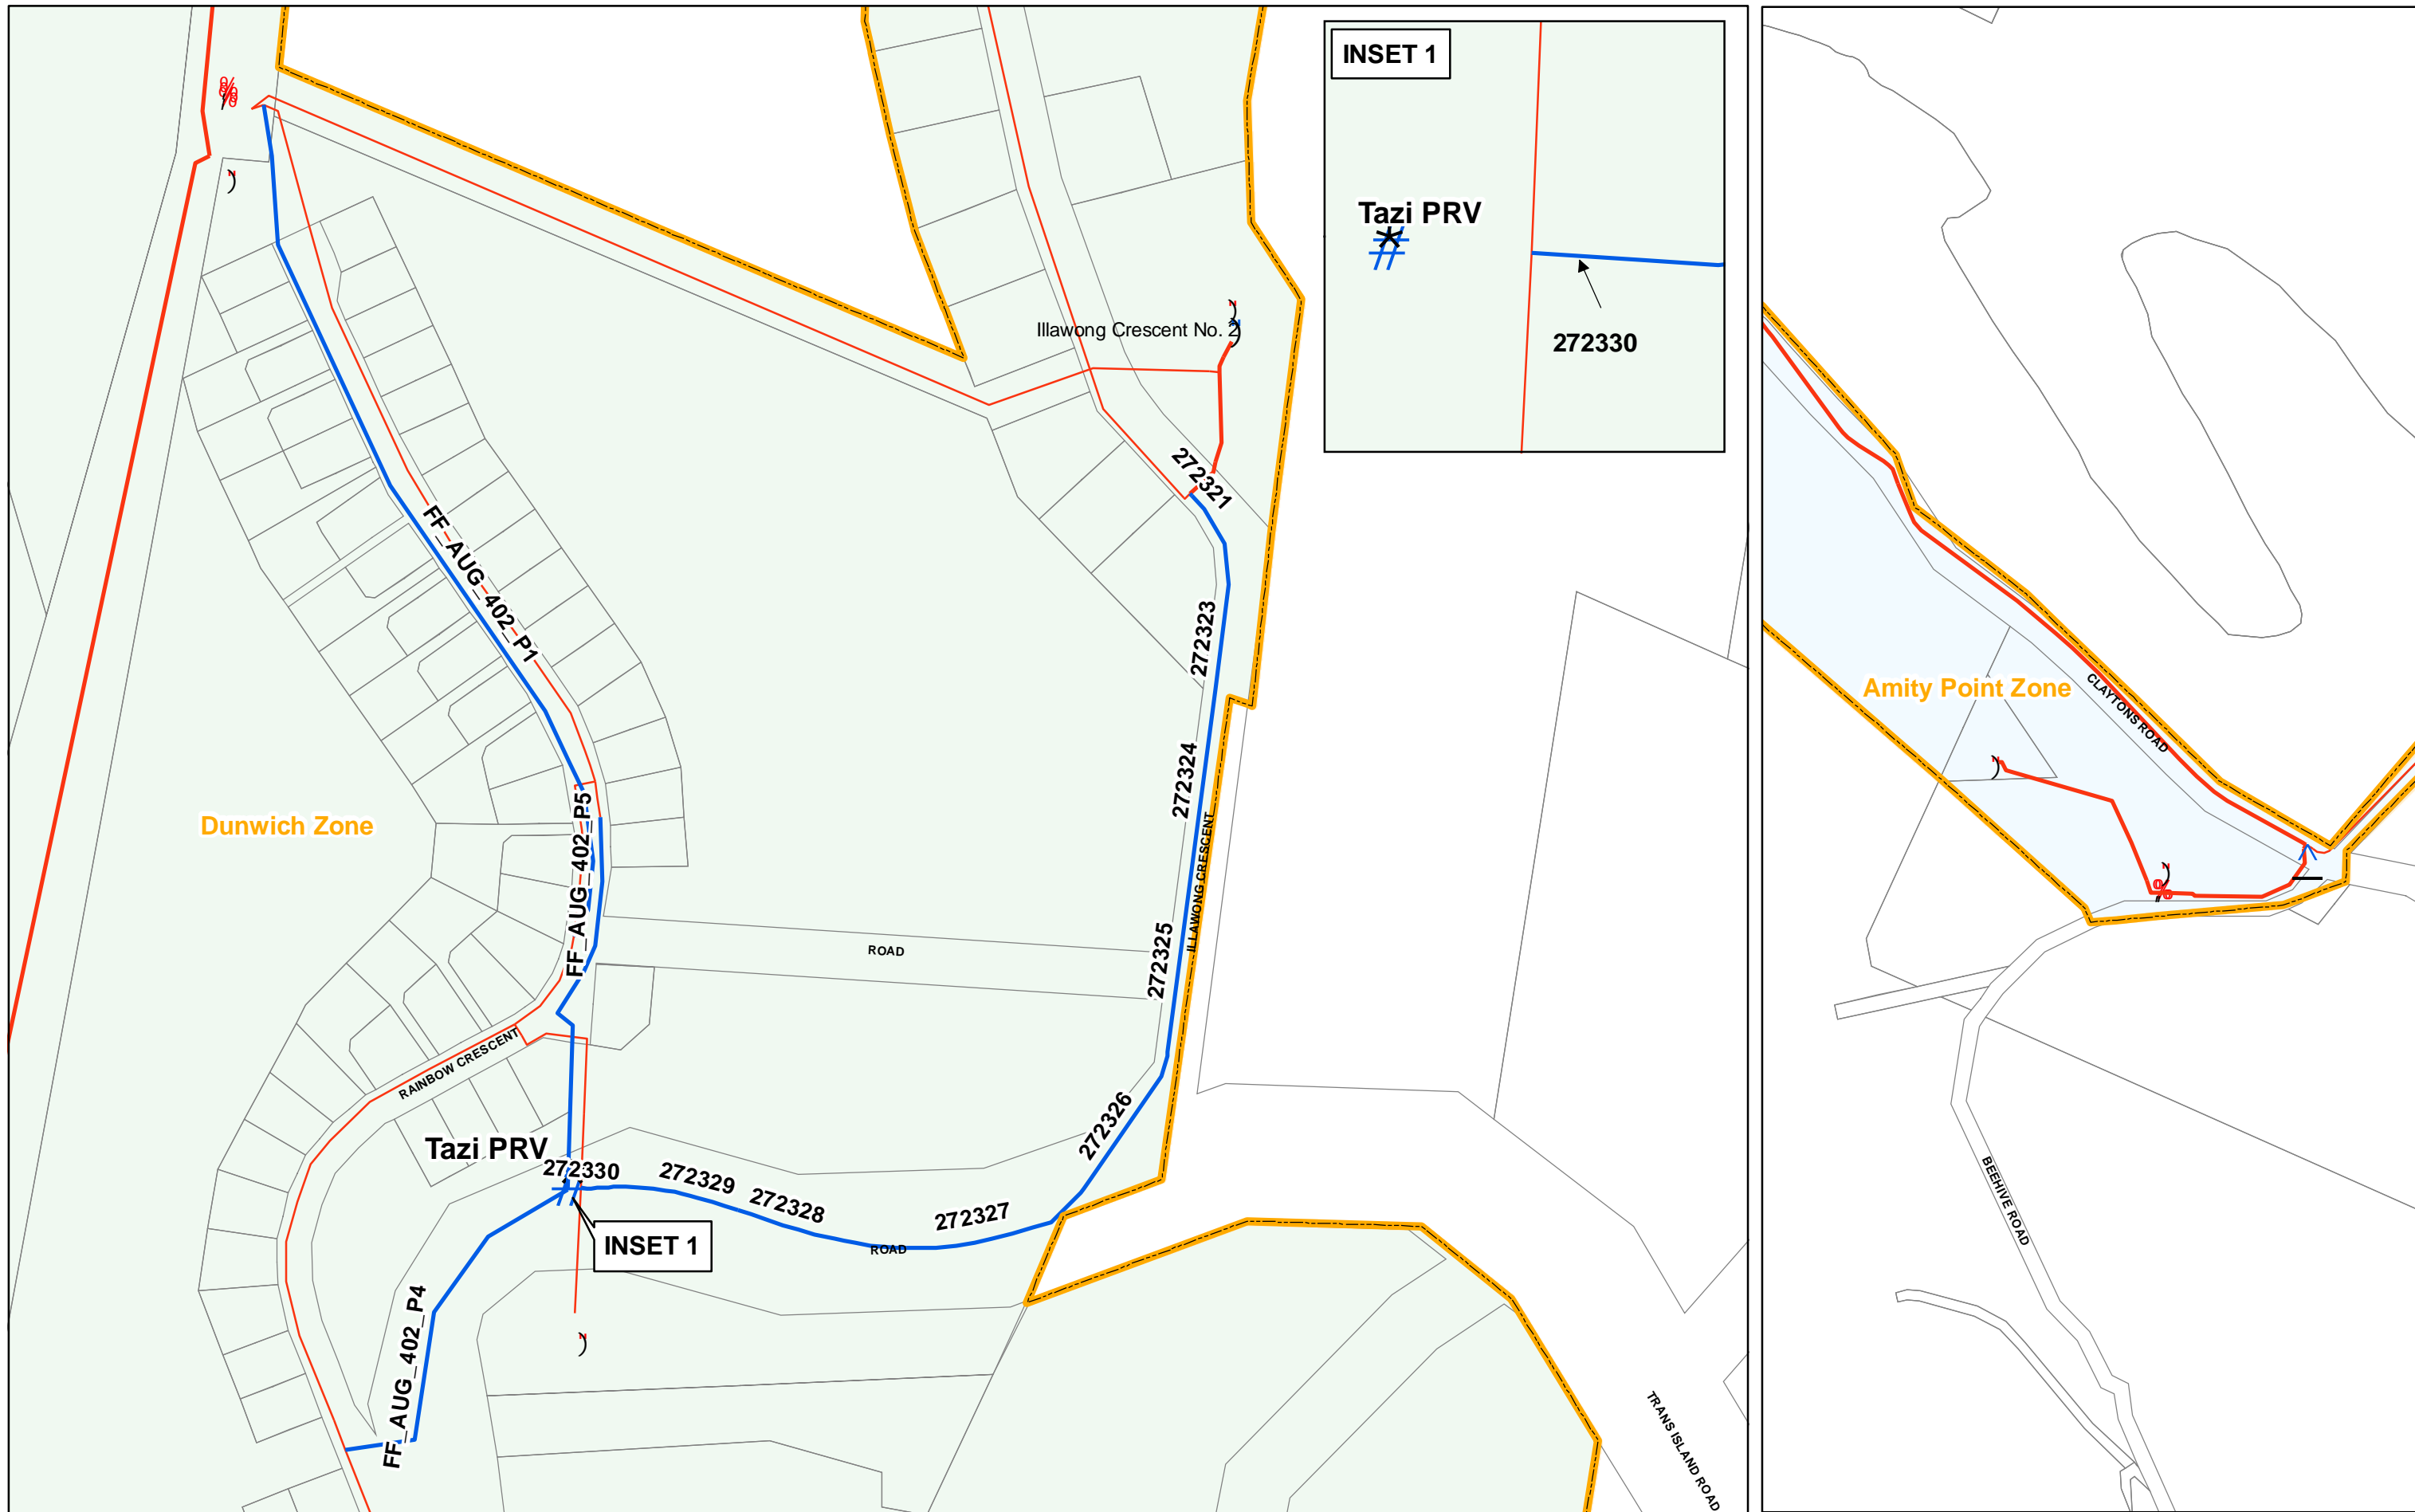 INSET 1
Tazi PRV
272330
Illawong Crescent No. 2
272321
FF_AUG_402_P1
272323
272324
Dunwich Zone
FF_AUG_402_P5
ILLAWONG CRESCENT
272325
ROAD
RAINBOW CRESCENT
272326
Tazi PRV
272330
272329
272328
272327
INSET 1
ROAD
FF_AUG_402_P4
TRANS ISLAND ROAD
Amity Point Zone
CLAYTONS ROAD
BEEHIVE ROAD